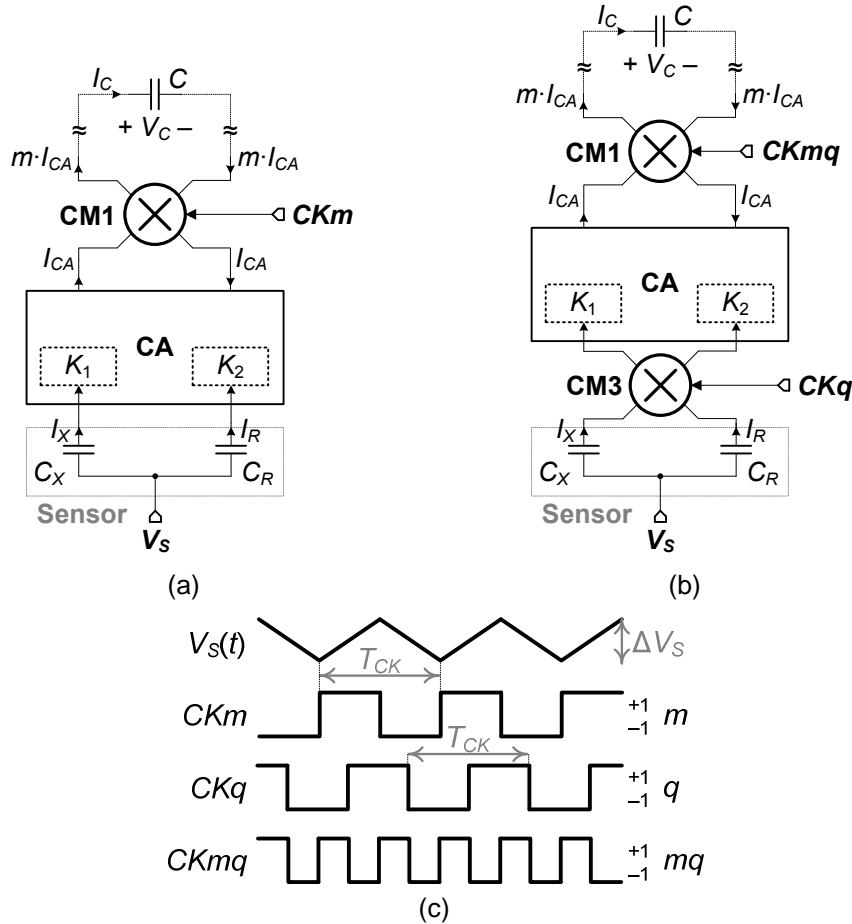 I_C C
+ V_C –
≈ ≈
m·I_CA m·I_CA
CM1 CKm
I_CA I_CA
CA
K_1 K_2
I_X I_R
C_X C_R
Sensor
V_S
(a)
I_C C
+ V_C –
≈ ≈
m·I_CA m·I_CA
CM1 CKmq
I_CA I_CA
CA
K_1 K_2
CM3 CKq
I_X I_R
C_X C_R
Sensor
V_S
(b)
V_S(t) ΔV_S
T_CK
CKm +1 –1 m
T_CK
CKq +1 –1 q
CKmq +1 –1 mq
(c)